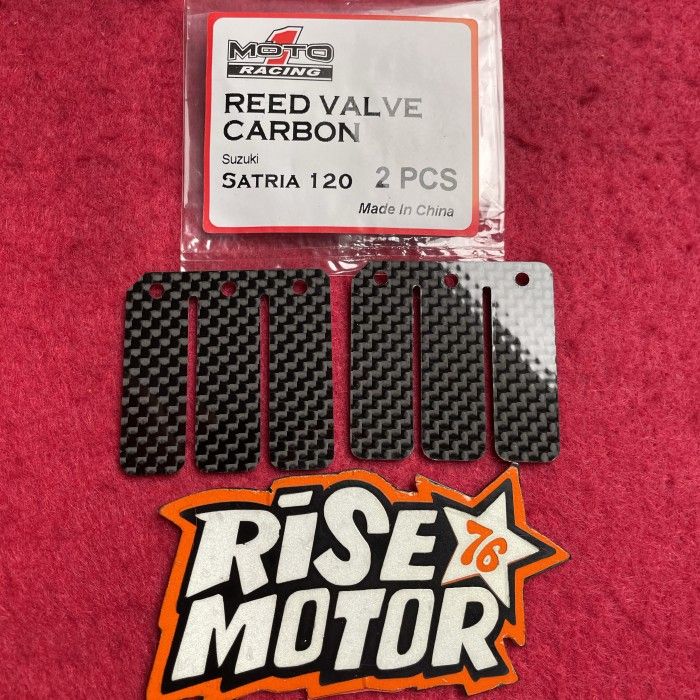 MOTO 1
RACING
REED VALVE
CARBON
Suzuki
SATRIA 120 2 PCS
Made In China
RiSE 76
MOTOR